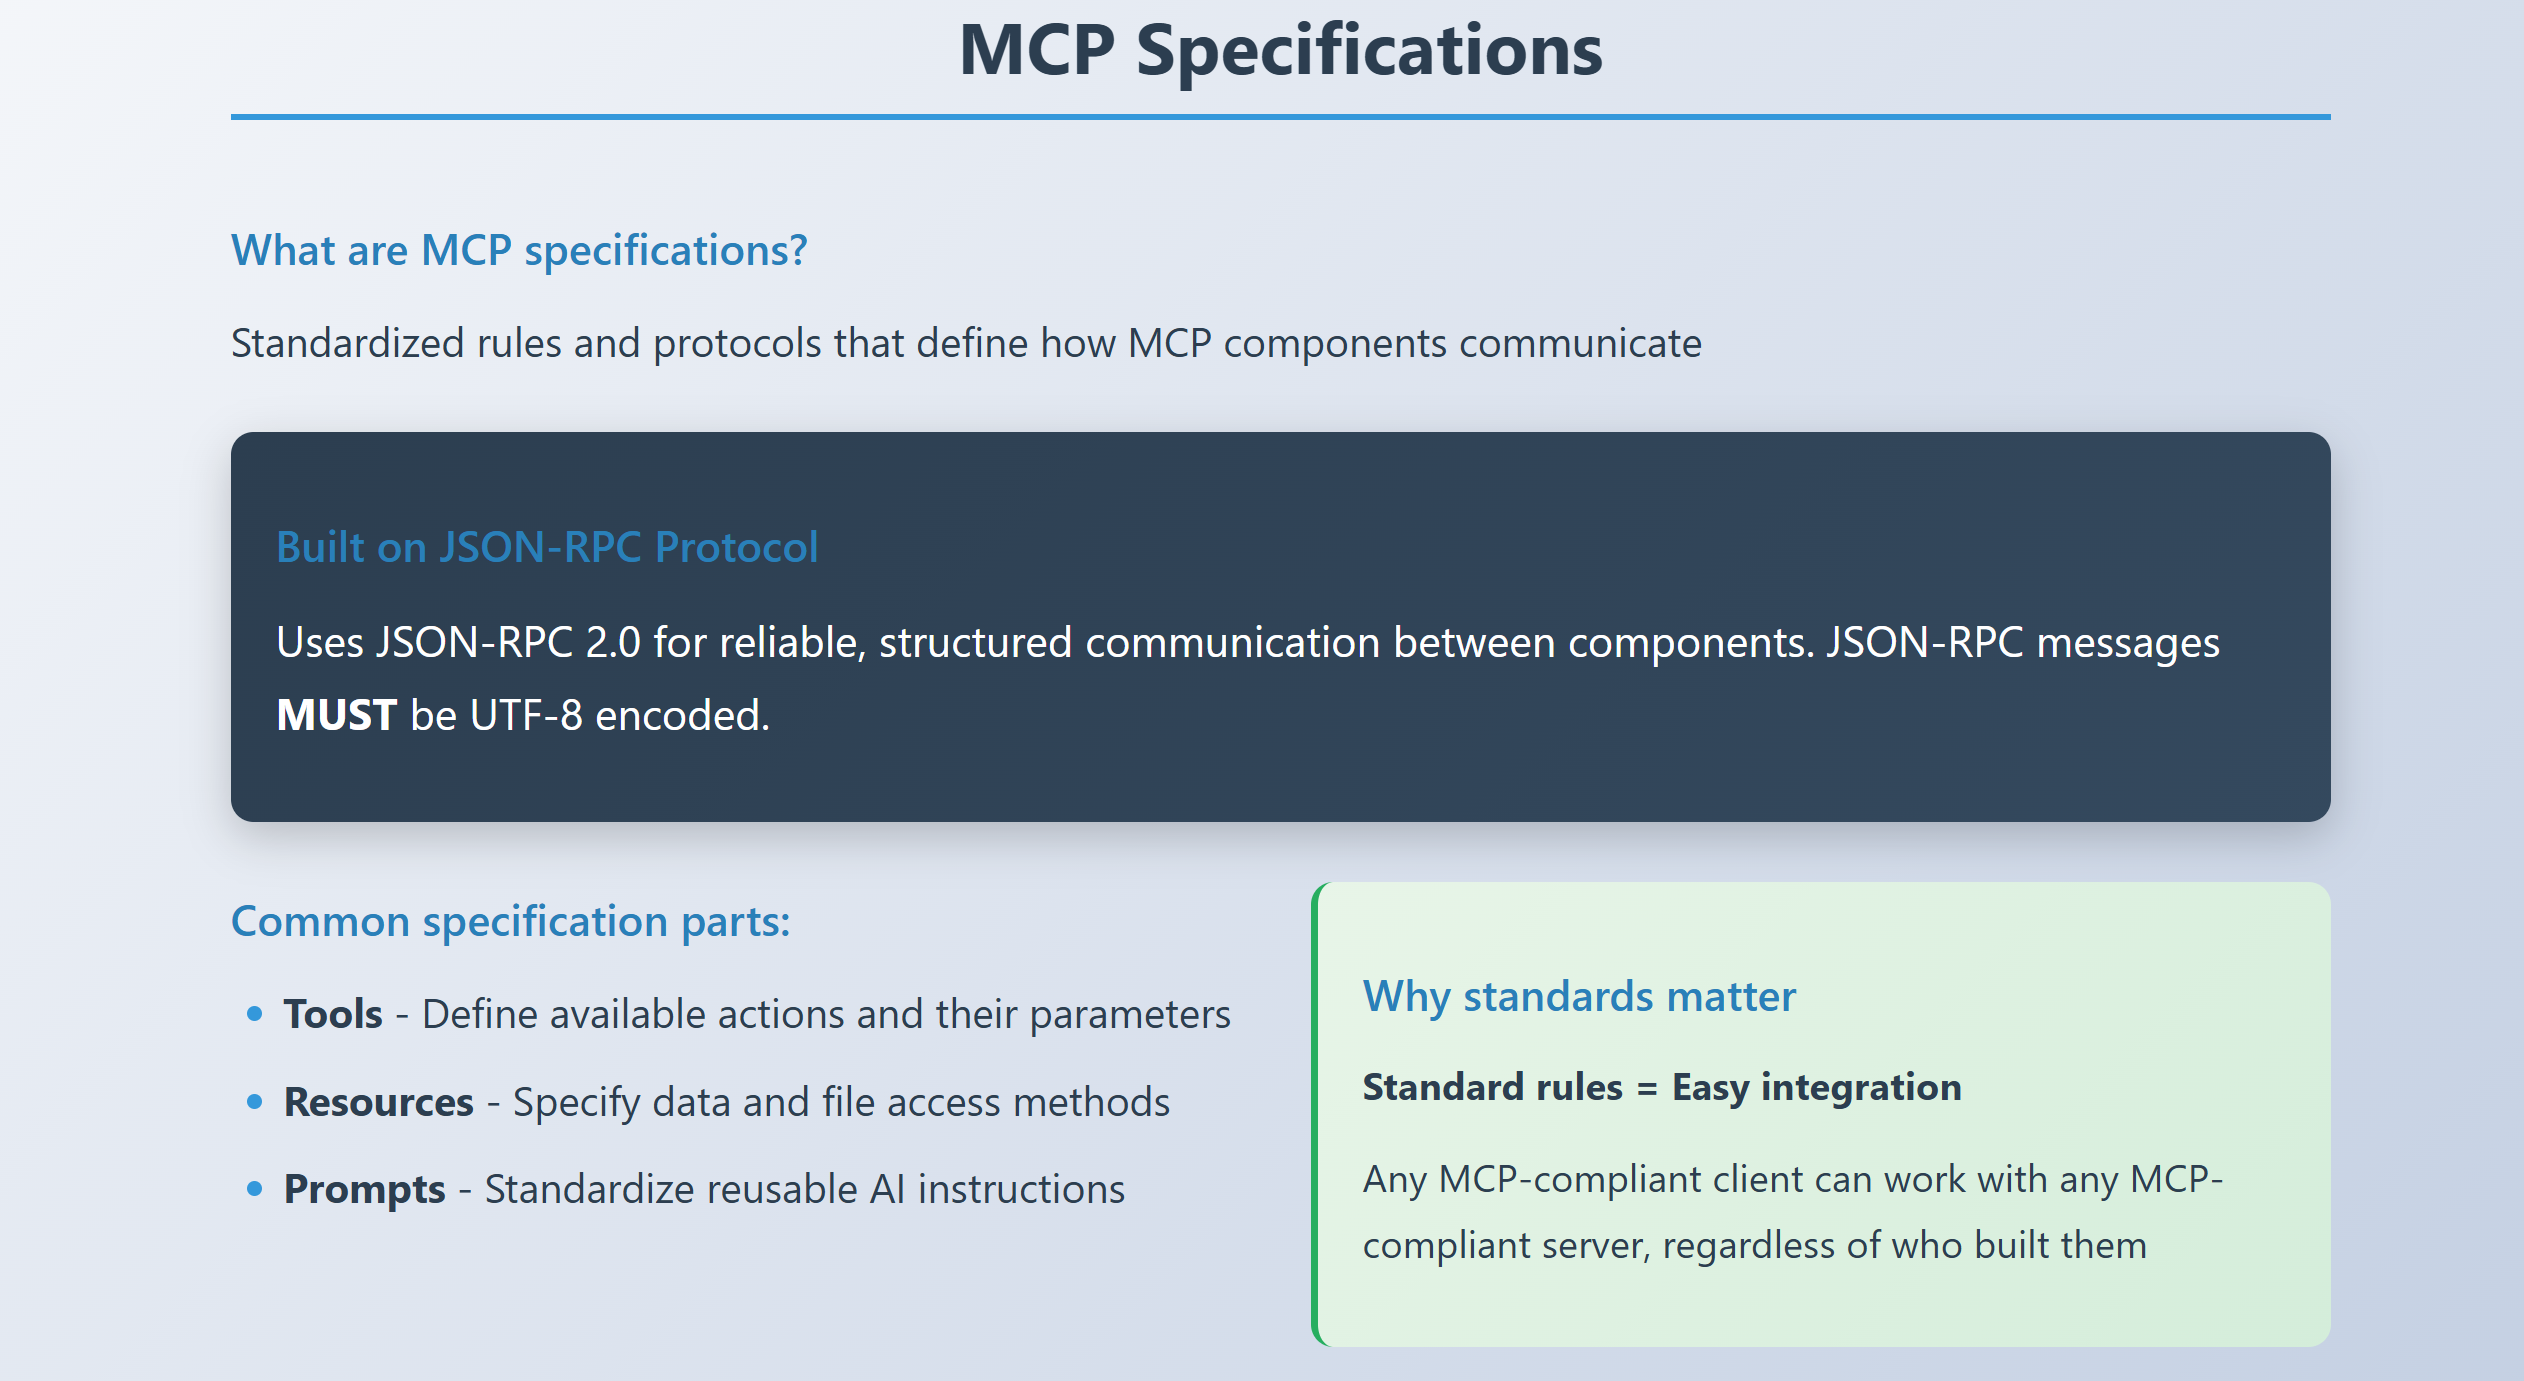 MCP Specifications
What are MCP specifications?
Standardized rules and protocols that define how MCP components communicate
Built on JSON-RPC Protocol
Uses JSON-RPC 2.0 for reliable, structured communication between components. JSON-RPC messages
MUST be UTF-8 encoded.
Common specification parts:
Tools - Define available actions and their parameters
Resources - Specify data and file access methods
Prompts - Standardize reusable AI instructions
Why standards matter
Standard rules = Easy integration
Any MCP-compliant client can work with any MCP-
compliant server, regardless of who built them